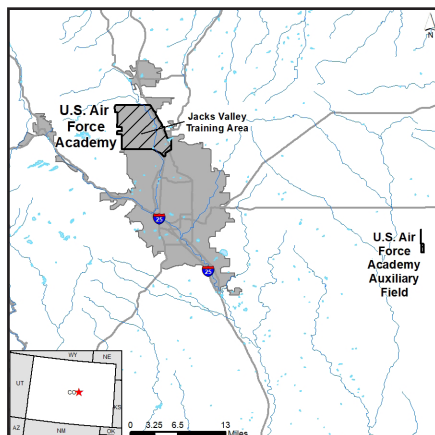 N
U.S. Air
Force
Academy
Jacks Valley
Training Area
25
25
U.S. Air
Force
Academy
Auxiliary
Field
WY
NE
UT
CO
KS
AZ
NM
OK
0 3.25 6.5 13
Miles